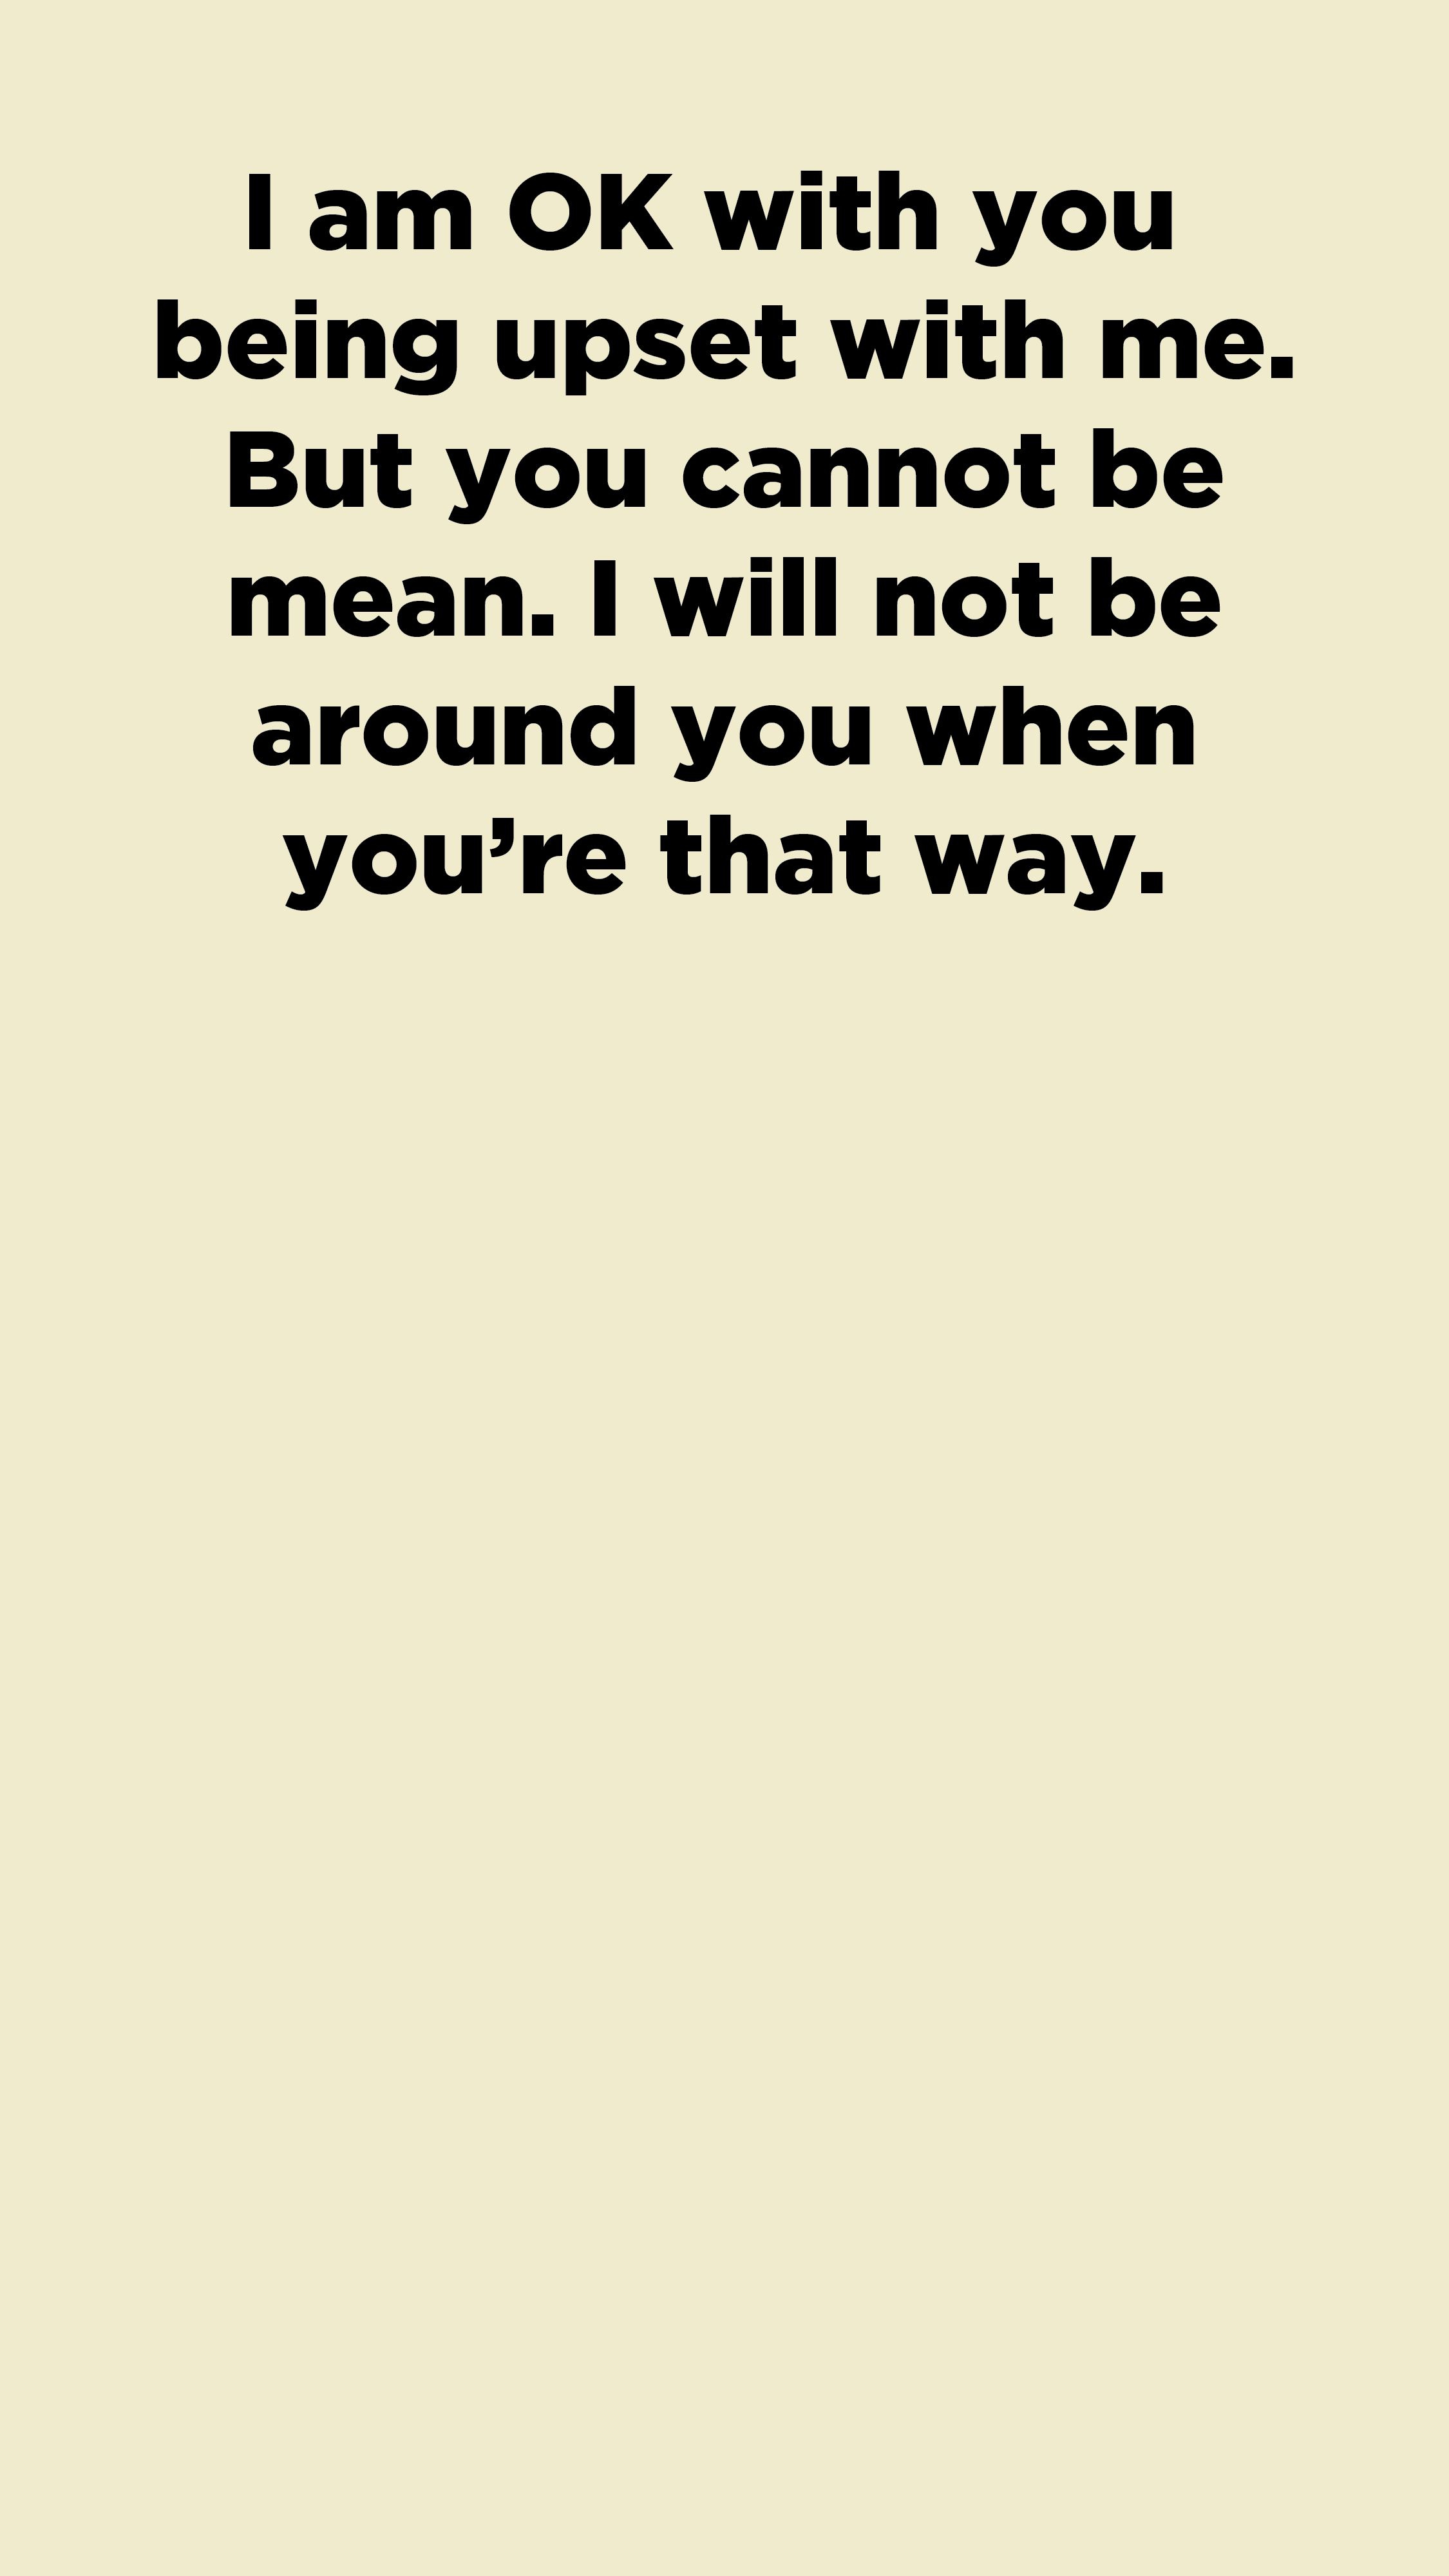 I am OK with you
being upset with me.
But you cannot be
mean. I will not be
around you when
you’re that way.